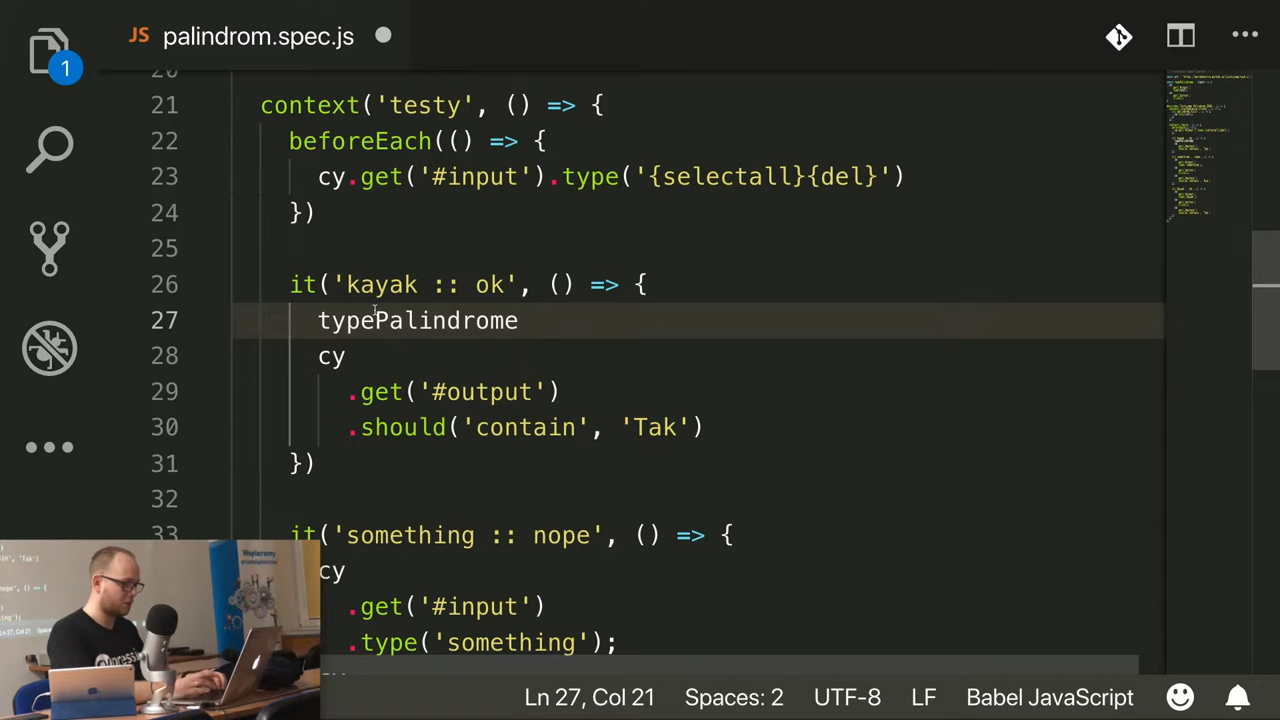 JS palindrom.spec.js
1
20
21 context('testy', () => {
22 beforeEach(() => {
23 cy.get('#input').type('{selectall}{del}')
24 })
25
26 it('kayak :: ok', () => {
27 typePalindrome
28 cy
29 .get('#output')
30 .should('contain', 'Tak')
31 })
32
33 it('something :: nope', () => {
cy
.get('#input')
.type('something');
cy
Wspieramy
Ln 27, Col 21 Spaces: 2 UTF-8 LF Babel JavaScript